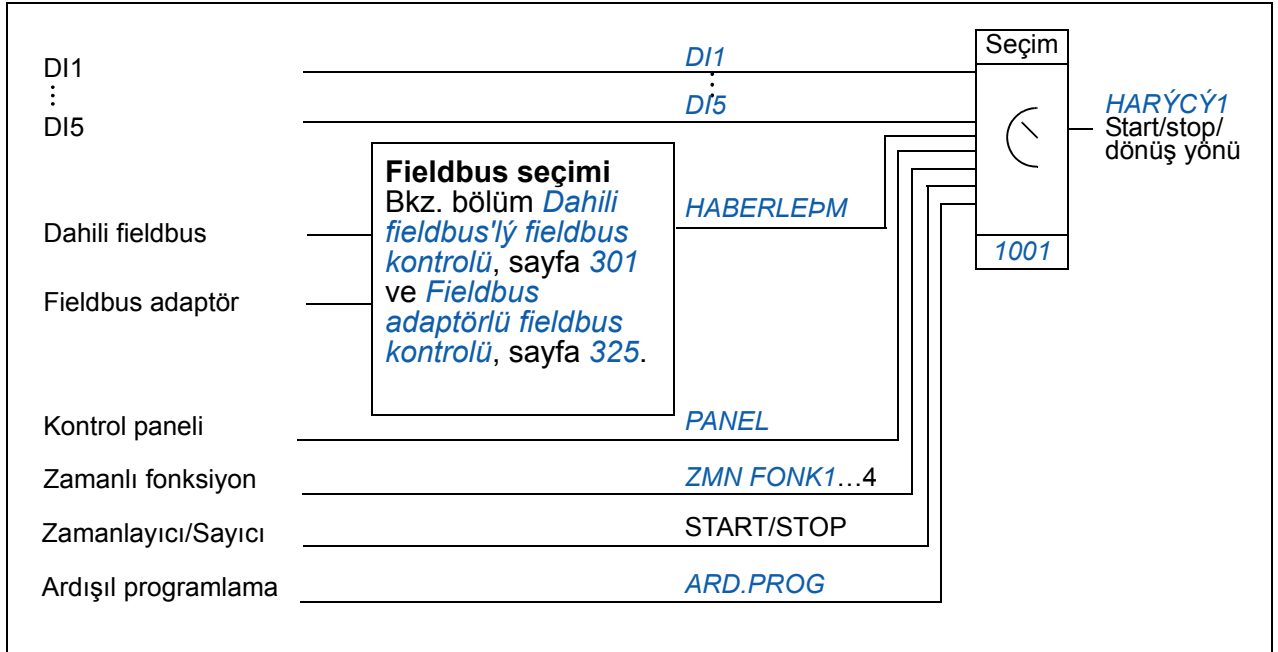 DI1
⋮
DI5
DI1
⋮
DI5
Seçim
HARÝCÝ1
Start/stop/
dönüş yönü
1001
Fieldbus seçimi
Bkz. bölüm Dahili
fieldbus'lý fieldbus
kontrolü, sayfa 301
ve Fieldbus
adaptörlü fieldbus
kontrolü, sayfa 325.
Dahili fieldbus
Fieldbus adaptör
HABERLEÞM
Kontrol paneli
PANEL
Zamanlı fonksiyon
ZMN FONK1…4
Zamanlayıcı/Sayıcı
START/STOP
Ardışıl programlama
ARD.PROG